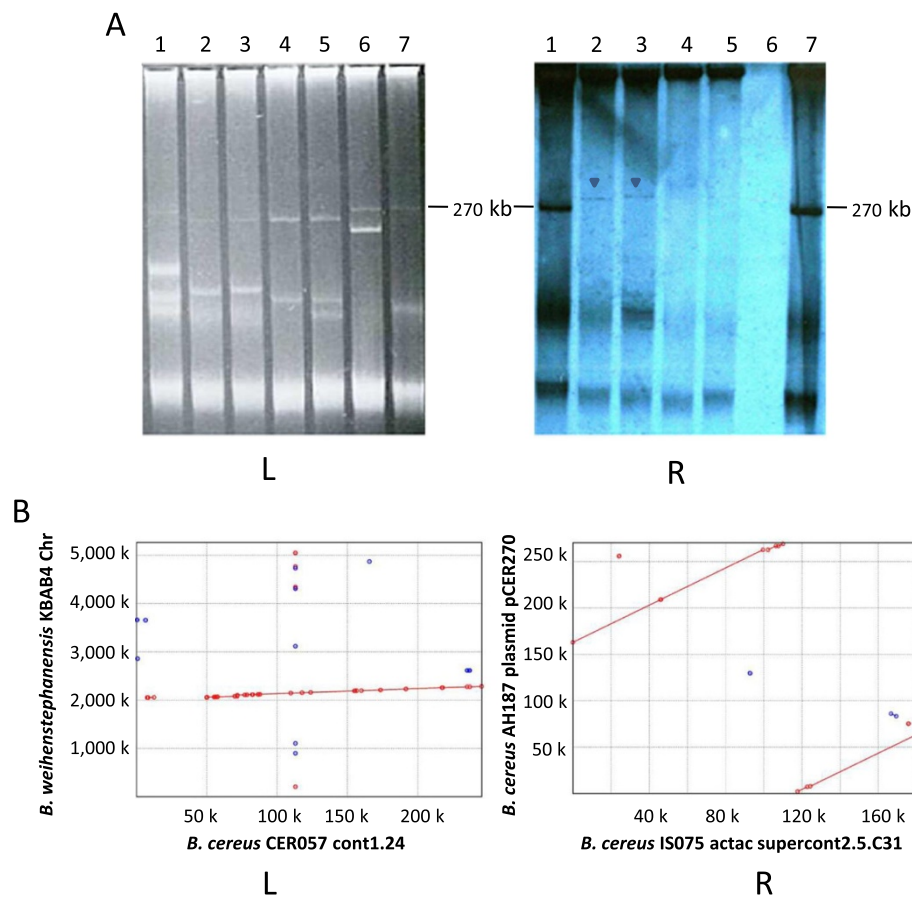 A
1 2 3 4 5 6 7
1 2 3 4 5 6 7
270 kb
270 kb
L
R
B
B. weihenstephanensis KBAB4 Chr
5,000 k
4,000 k
3,000 k
2,000 k
1,000 k
50 k 100 k 150 k 200 k
B. cereus CER057 cont1.24
L
B. cereus AH187 plasmid pCER270
250 k
200 k
150 k
100 k
50 k
40 k 80 k 120 k 160 k
B. cereus IS075 actac supercont2.5.C31
R